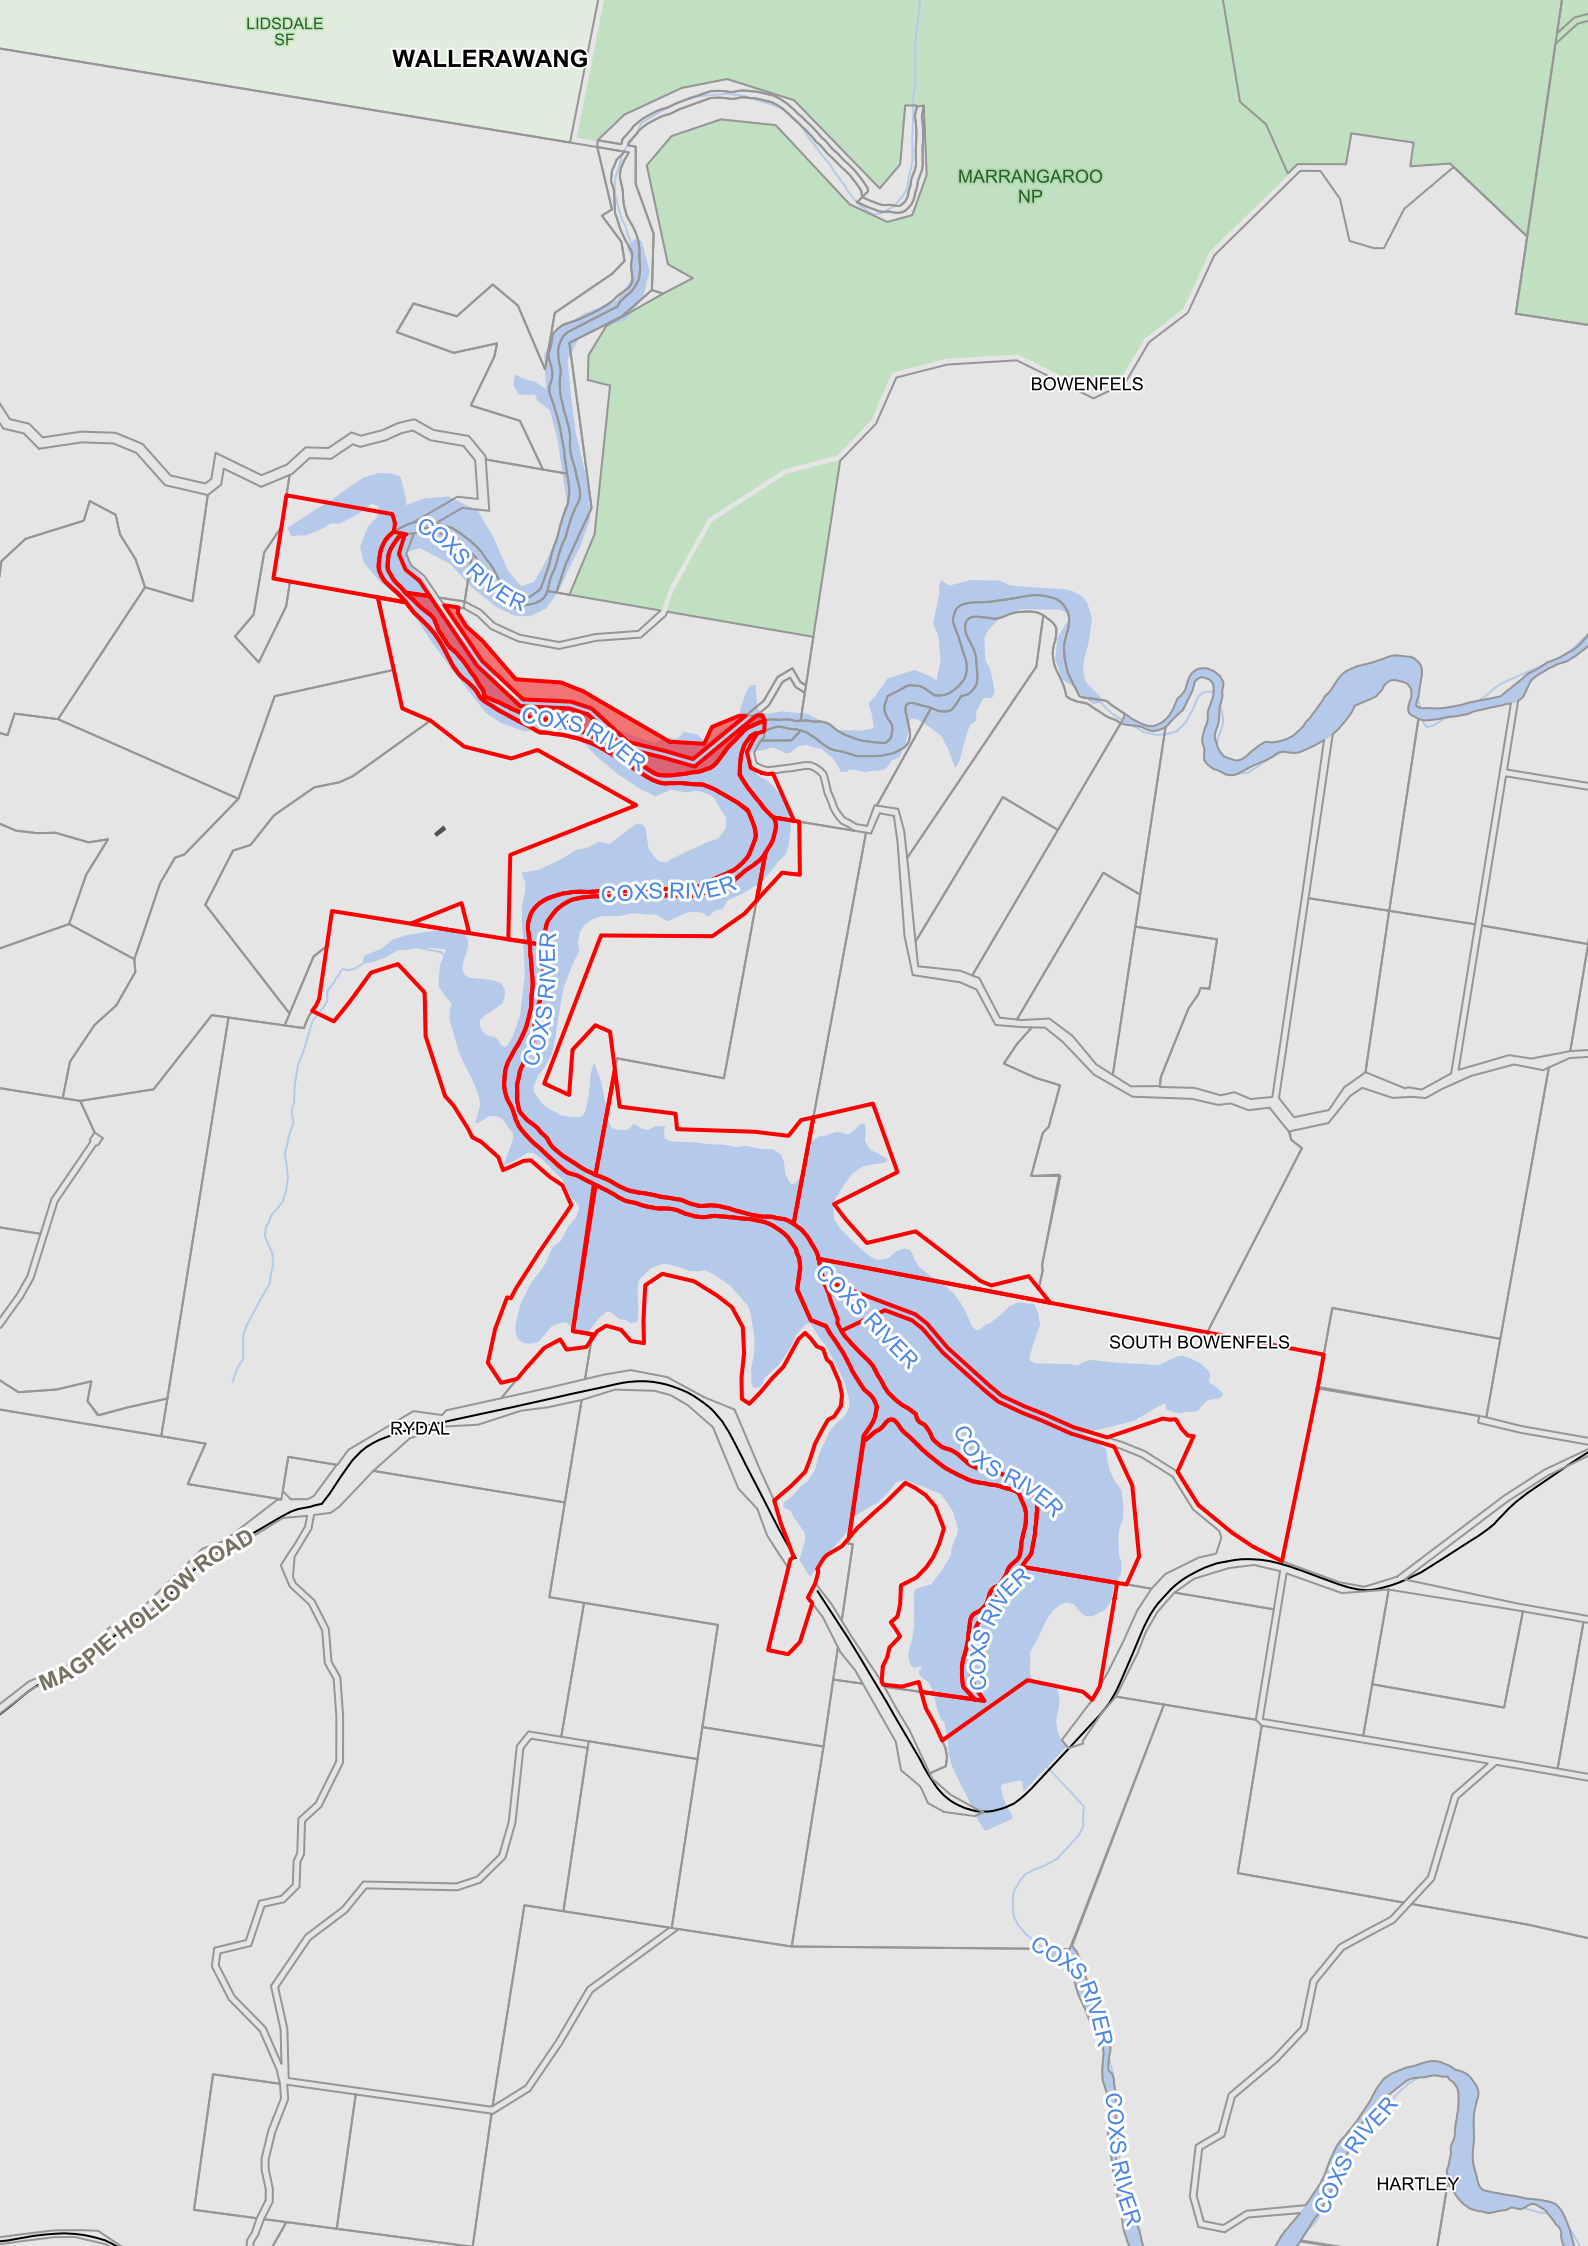 LIDSDALE
SF
WALLERAWANG
MARRANGAROO
NP
BOWENFELS
COXS RIVER
COXS RIVER
COXS RIVER
COXS RIVER
COXS RIVER
SOUTH BOWENFELS
RYDAL
COXS RIVER
MAGPIE HOLLOW ROAD
COXS RIVER
COXS RIVER
COXS RIVER
COXS RIVER
HARTLEY